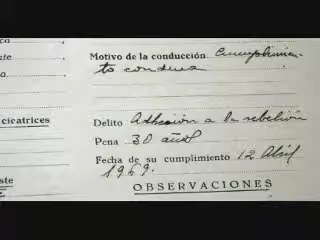 ca
Motivo de la conducción Cumplimien-
ste
to condena
a
cicatrices
Delito Adhesión a la rebelión
Pena 30 años
Fecha de su cumplimiento 12 Abril
1969.
ste
OBSERVACIONES